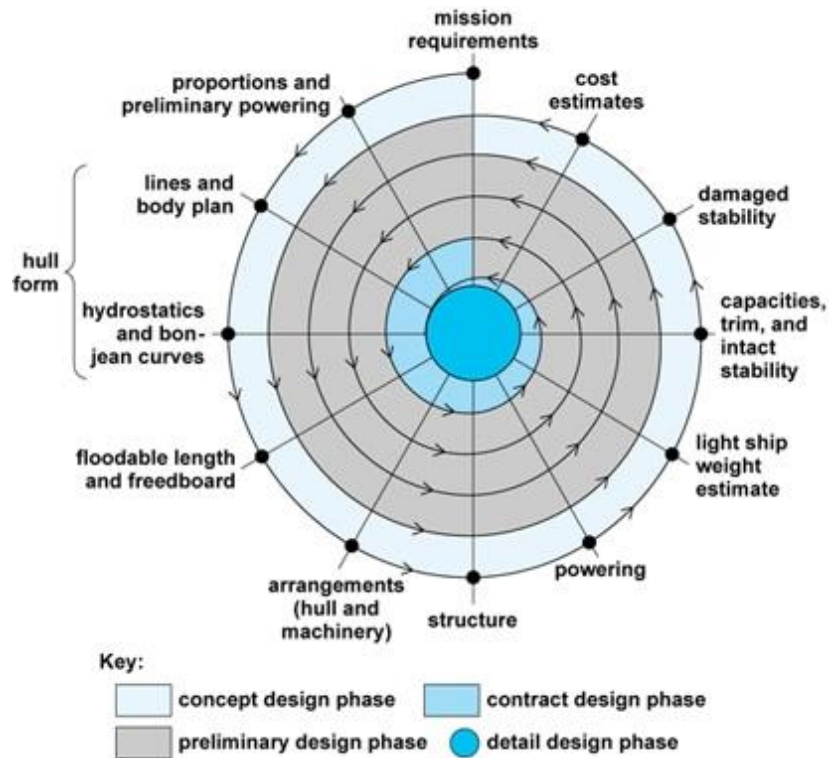 mission
requirements
cost
estimates
damaged
stability
capacities,
trim, and
intact
stability
light ship
weight
estimate
powering
structure
arrangements
(hull and
machinery)
floodable length
and freedboard
hydrostatics
and bon-
jean curves
lines and
body plan
hull
form
proportions and
preliminary powering
Key:
concept design phase
contract design phase
preliminary design phase
detail design phase